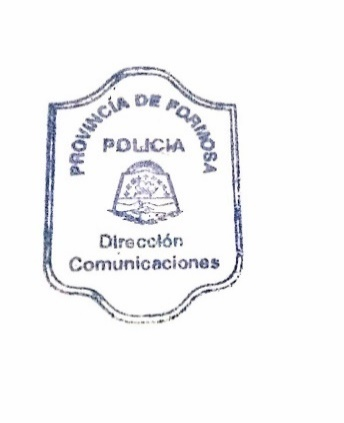 PROVINCIA DE FORMOSA
POLICIA
Dirección
Comunicaciones